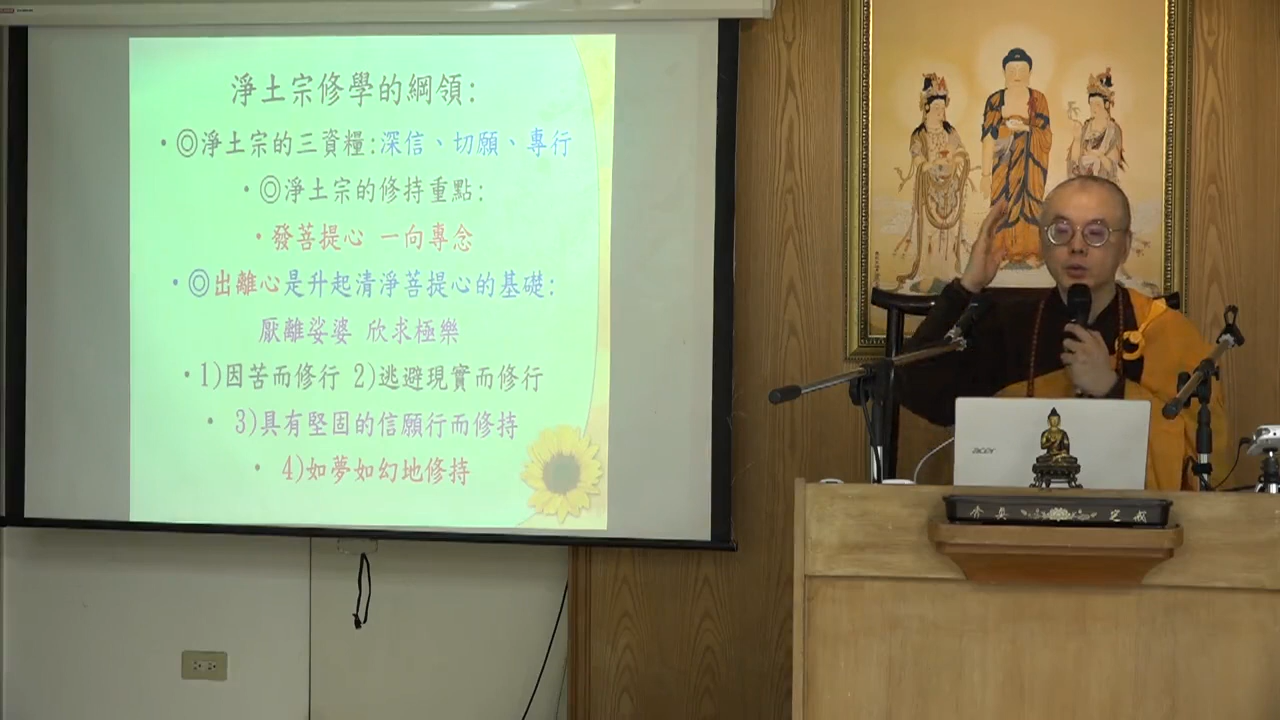 淨土宗修學的綱領:
•◎淨土宗的三資糧:深信、切願、專行
•◎淨土宗的修持重點:
•發菩提心 一向專念
•◎出離心是升起清淨菩提心的基礎:
厭離娑婆 欣求極樂
•1)因苦而修行 2)逃避現實而修行
• 3)具有堅固的信願行而修持
• 4)如夢如幻地修持
acer